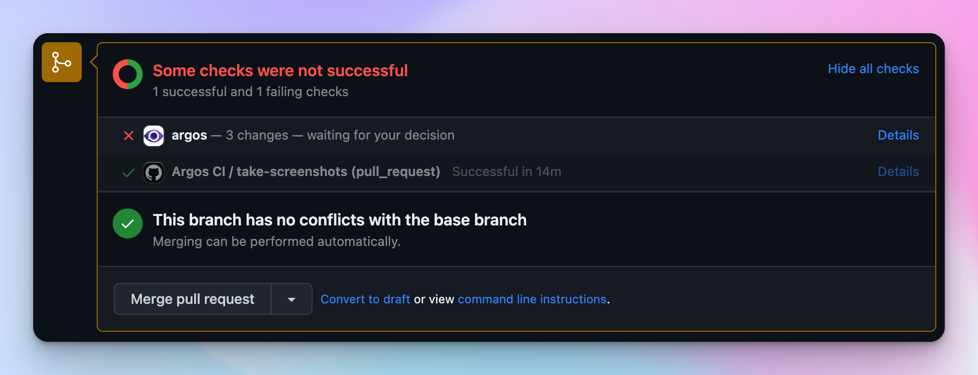 Some checks were not successful
Hide all checks
1 successful and 1 failing checks
argos — 3 changes — waiting for your decision
Details
Argos CI / take-screenshots (pull_request) Successful in 14m
Details
This branch has no conflicts with the base branch
Merging can be performed automatically.
Merge pull request
Convert to draft or view command line instructions.